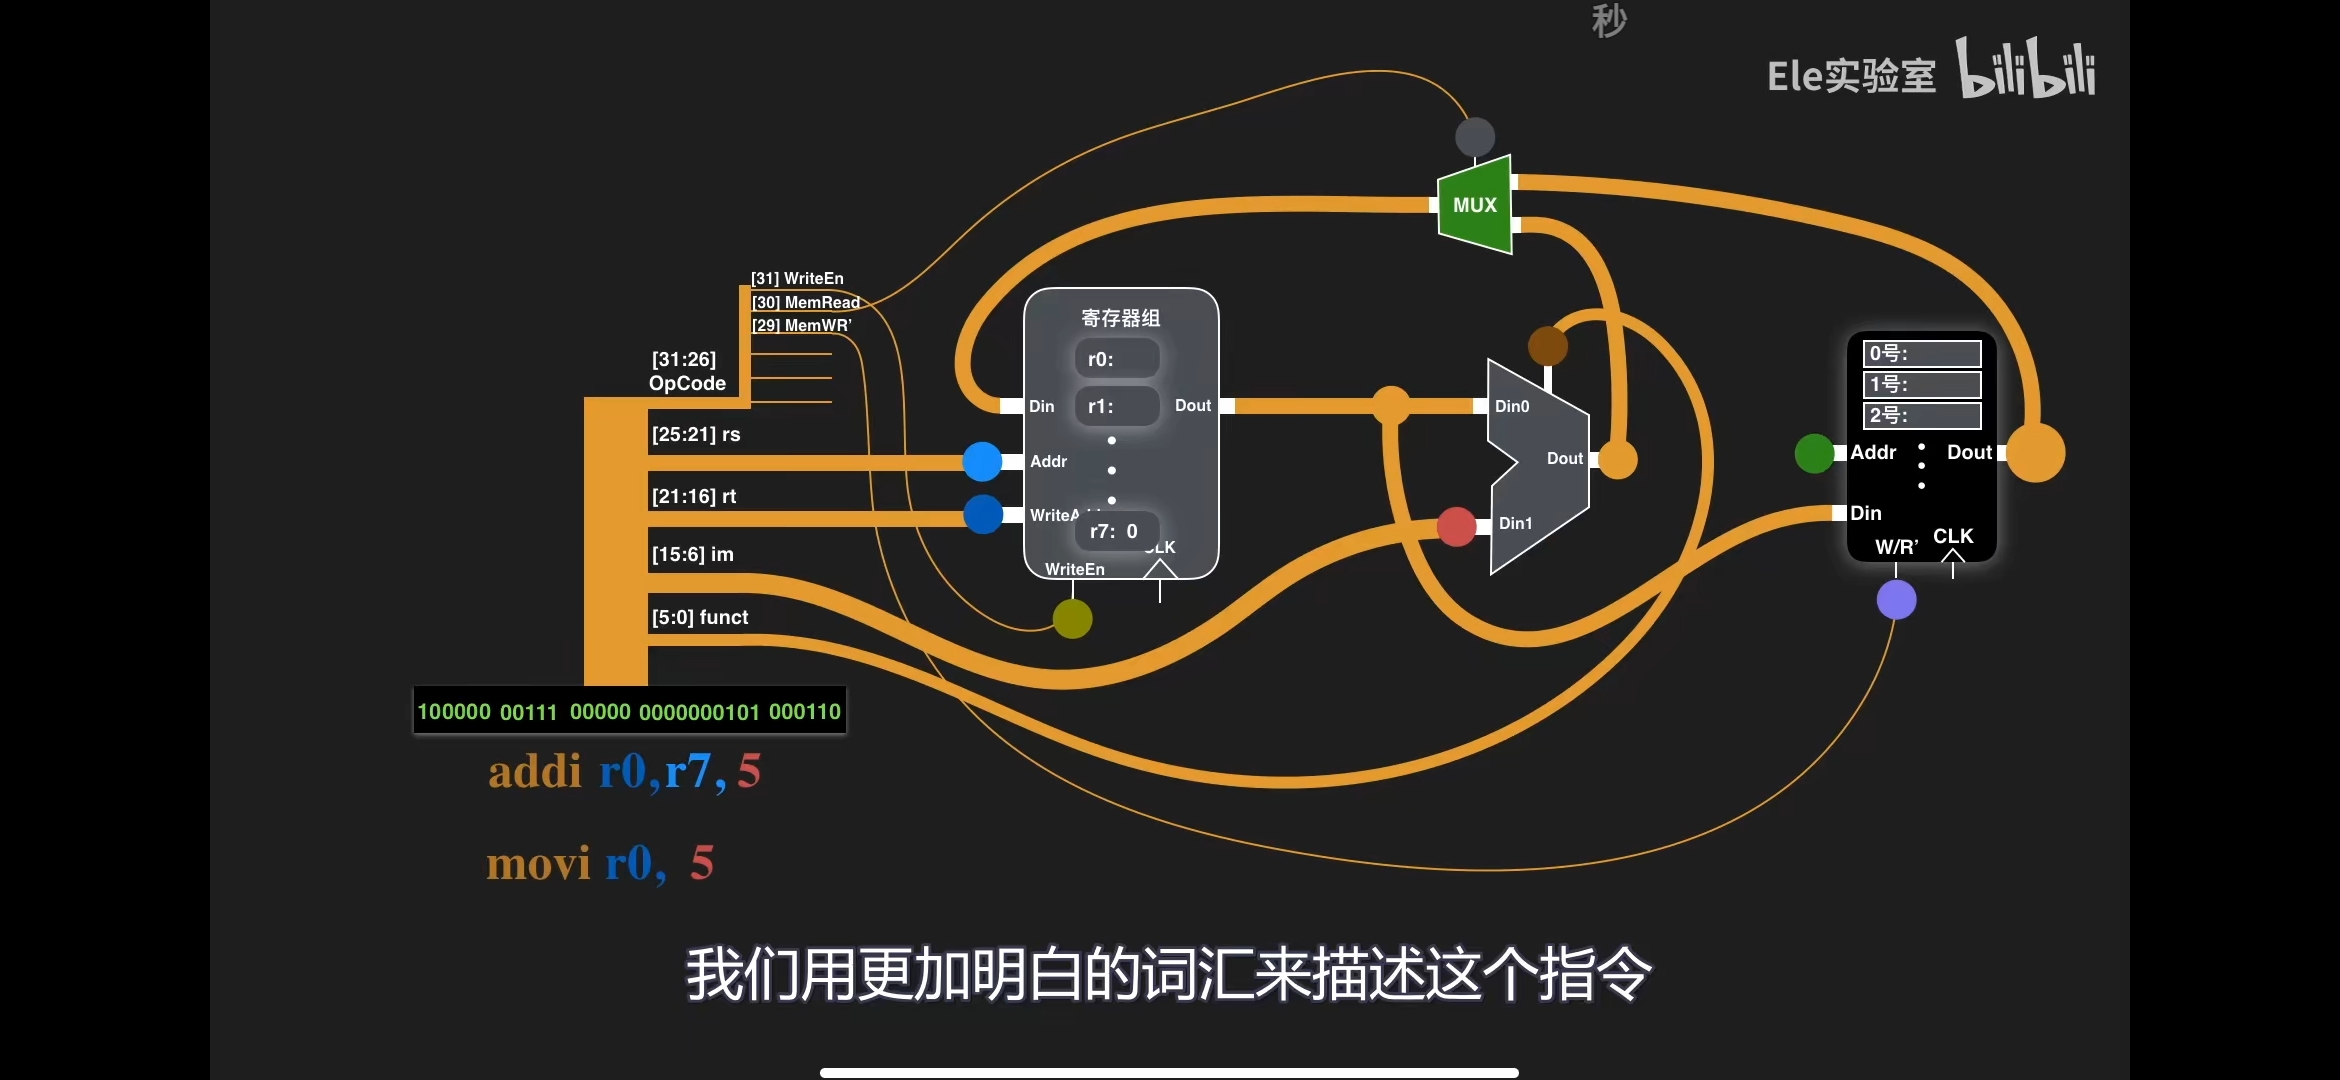 秒
Ele实验室 bilibili
MUX
[31] WriteEn
[30] MemRead
[29] MemWR’
[31:26]
OpCode
[25:21] rs
[21:16] rt
[15:6] im
[5:0] funct
100000 00111 00000 0000000101 000110
寄存器组
r0:
r1:
r7: 0
Din
Dout
Addr
WriteEn
Din0
Dout
Din1
0号:
1号:
2号:
Addr
Dout
Din
W/R’
CLK
addi r0,r7,5
movi r0, 5
我们用更加明白的词汇来描述这个指令